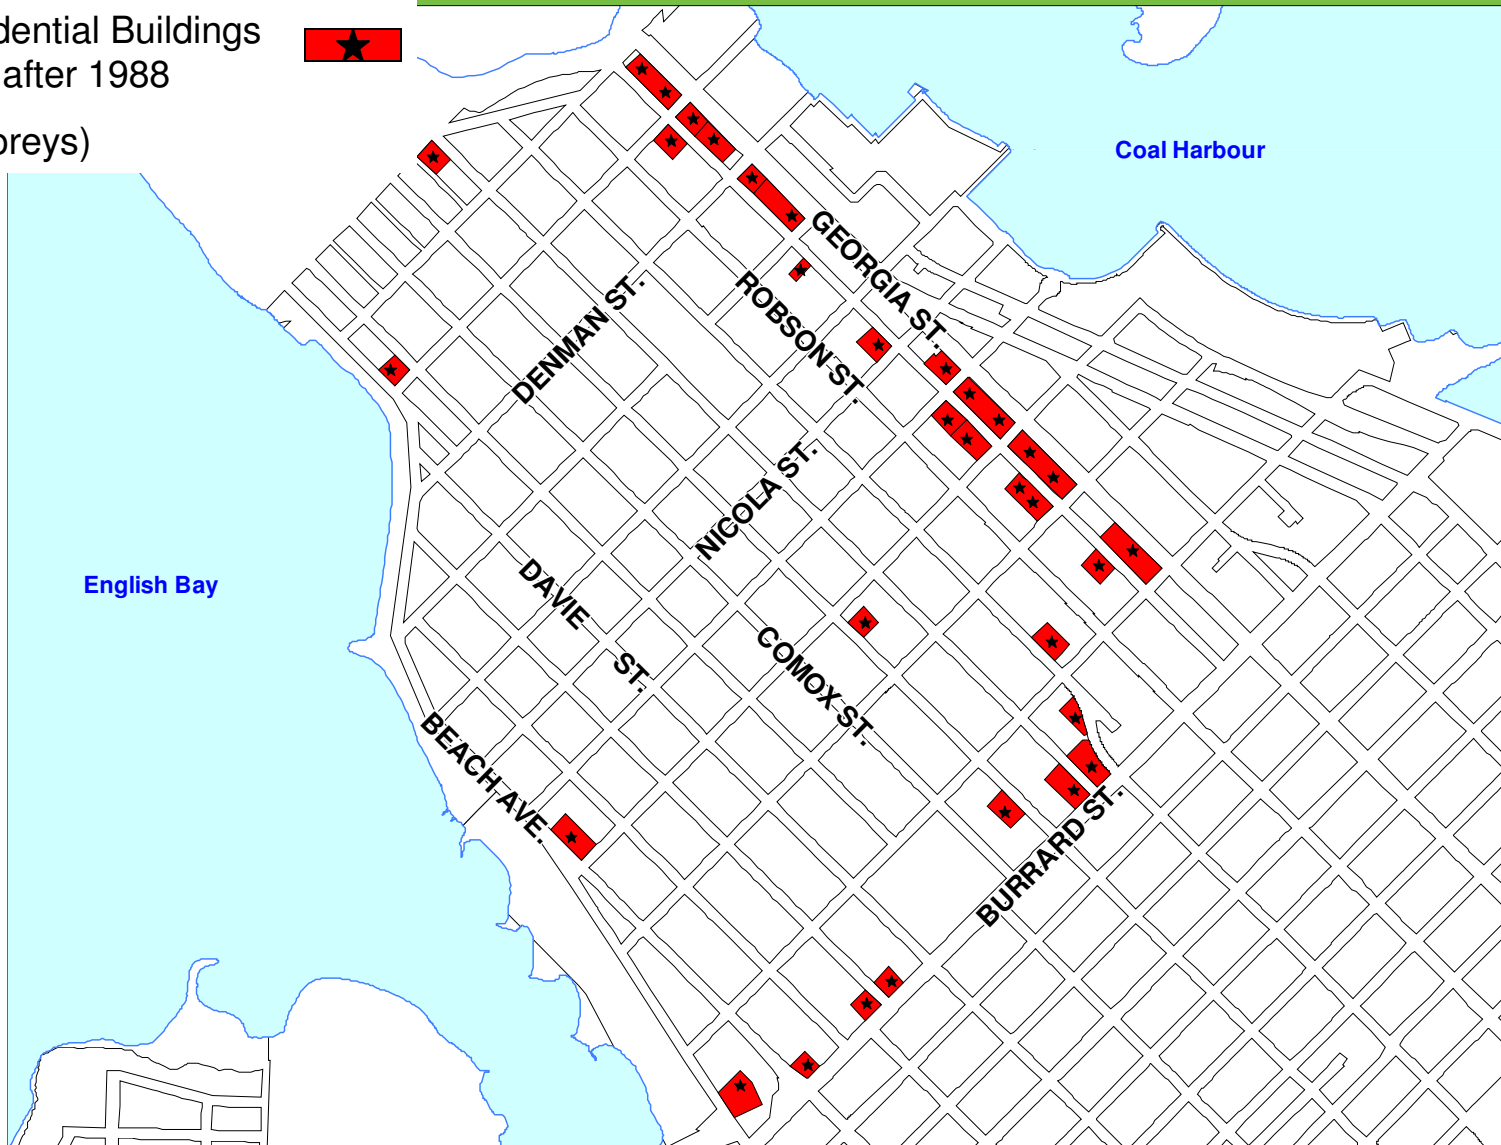 dential Buildings
after 1988
oreys)
Coal Harbour
GEORGIA ST.
ROBSON ST.
DENMAN ST.
NICOLA ST.
English Bay
DAVIE ST.
COMOX ST.
BEACH AVE.
BURRARD ST.